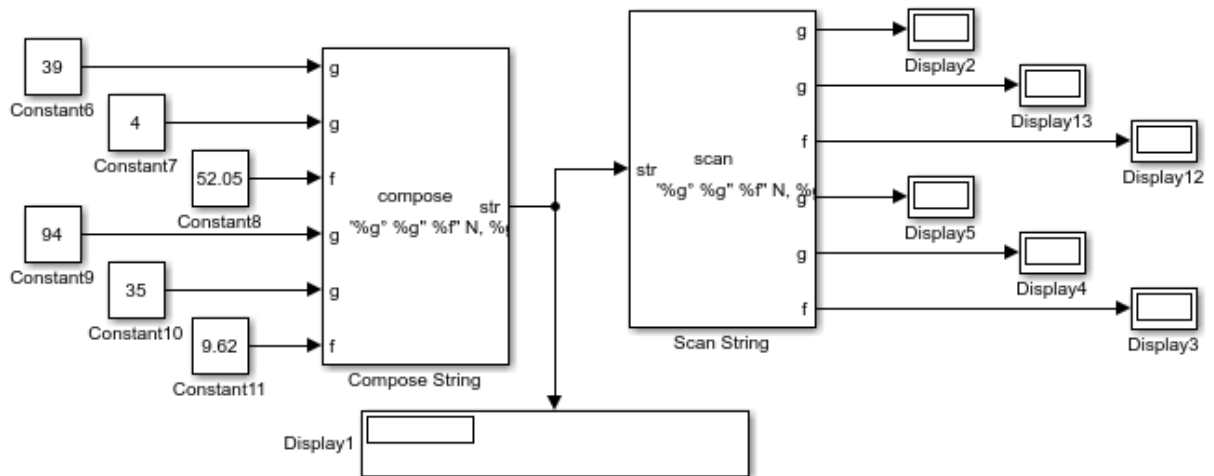 39
Constant6
4
Constant7
52.05
Constant8
94
Constant9
35
Constant10
9.62
Constant11
g
g
f
g
g
f
compose
"%g° %g'' %f" N, %g
str
Compose String
Display1
str
scan
"%g° %g'' %f" N, %g
g
g
f
g
g
f
Scan String
Display2
Display13
Display12
Display5
Display4
Display3